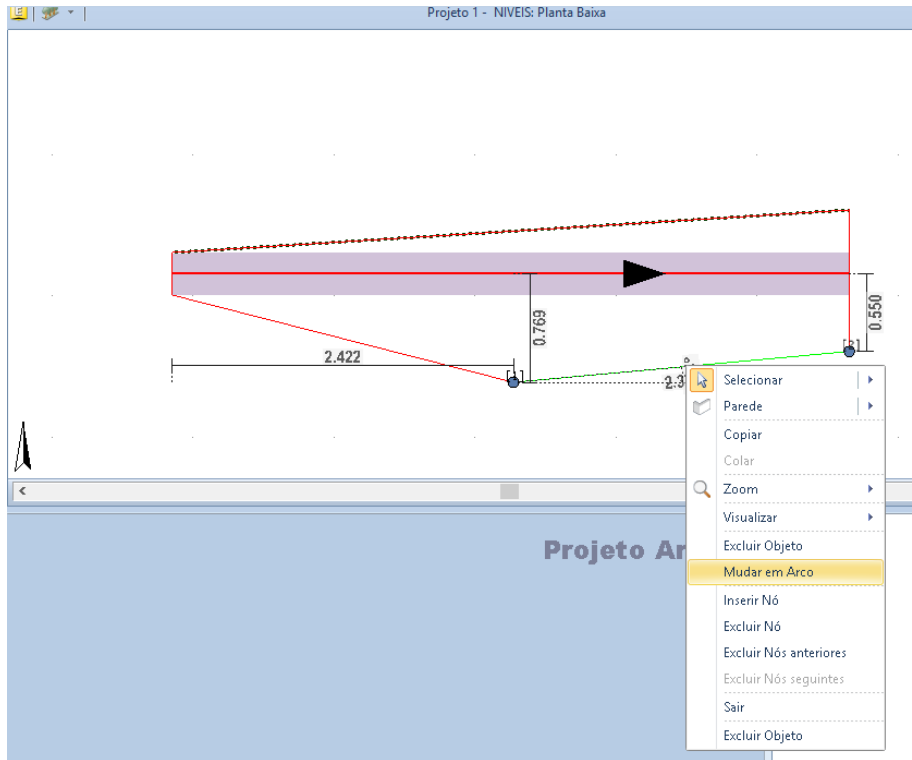 Projeto 1 - NIVEIS: Planta Baixa
0.769
0.550
2.422
2.3
Selecionar
Parede
Copiar
Colar
Zoom
Visualizar
Projeto Ar
Excluir Objeto
Mudar em Arco
Inserir Nó
Excluir Nó
Excluir Nós anteriores
Excluir Nós seguintes
Sair
Excluir Objeto